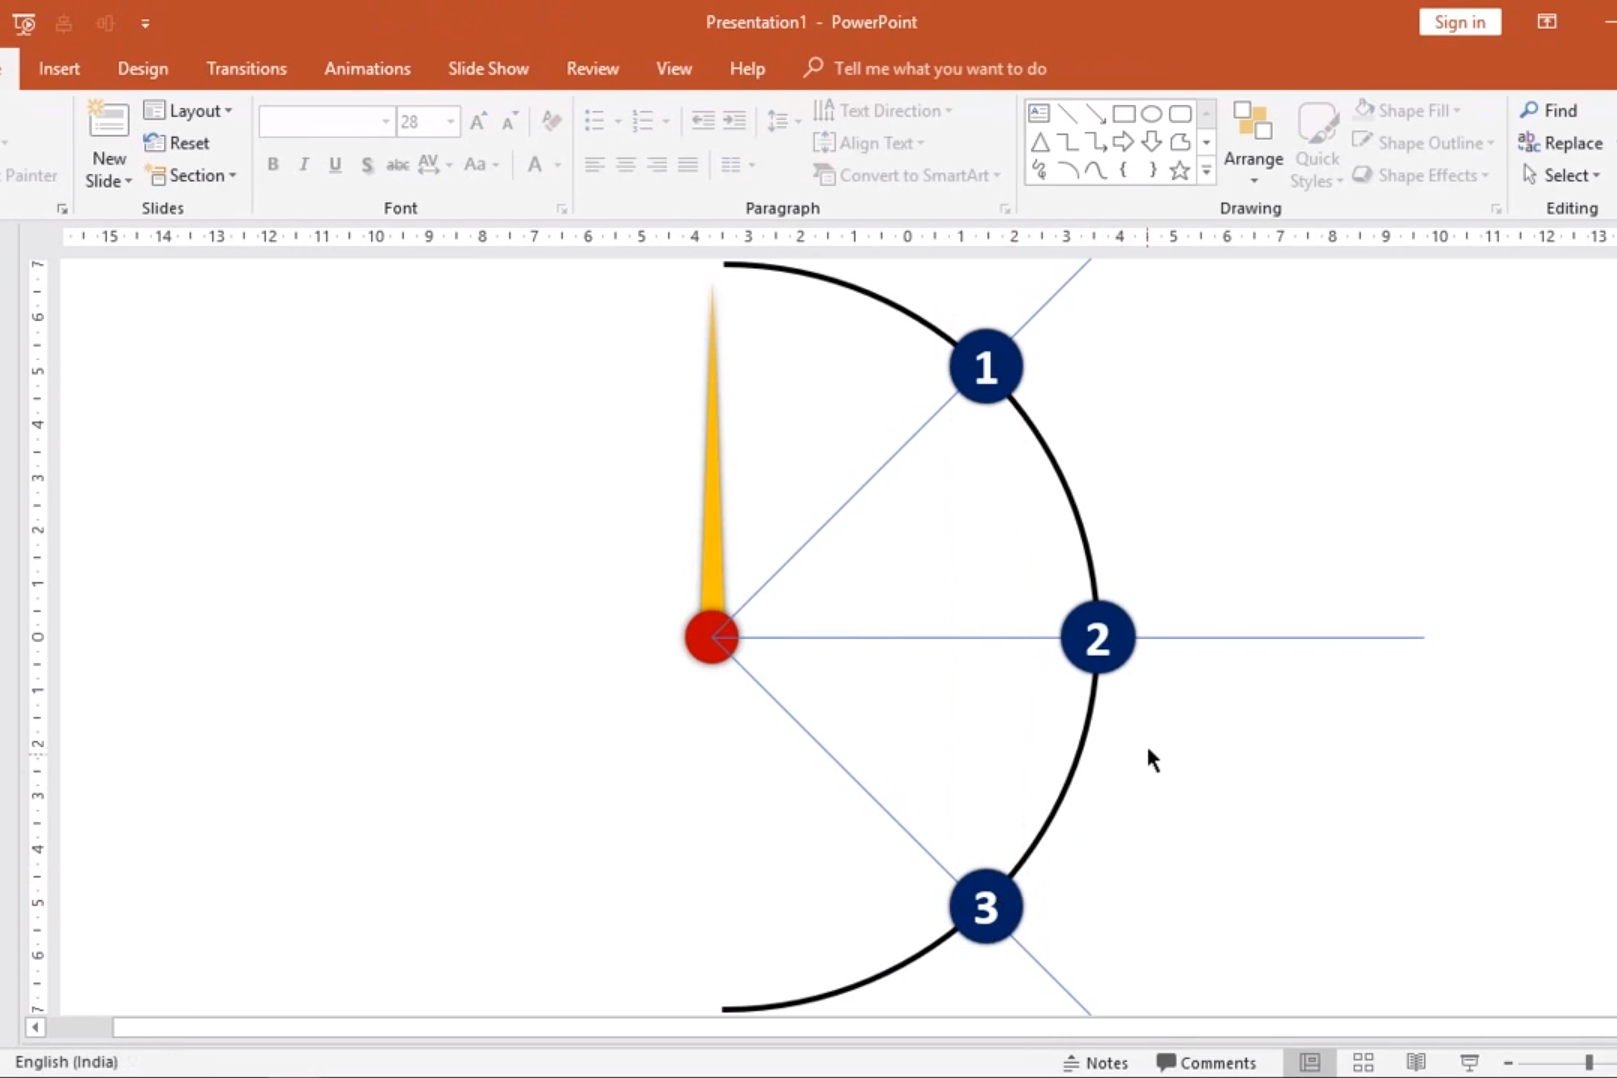 Presentation1 - PowerPoint
Sign in
Insert Design Transitions Animations Slide Show Review View Help Tell me what you want to do
Layout
Text Direction
Shape Fill
Find
28
Reset
Align Text
Shape Outline
Replace
New Slide
Painter
Section
B I U S abc AV Aa A
Convert to SmartArt
Arrange
Quick Styles
Shape Effects
Select
Slides Font Paragraph Drawing Editing
15 14 13 12 11 10 9 8 7 6 5 4 3 2 1 0 1 2 3 4 5 6 7 8 9 10 11 12 13
7
6
5
4
3
2
1
0
1
2
3
4
5
6
7
1
2
3
English (India)
Notes Comments